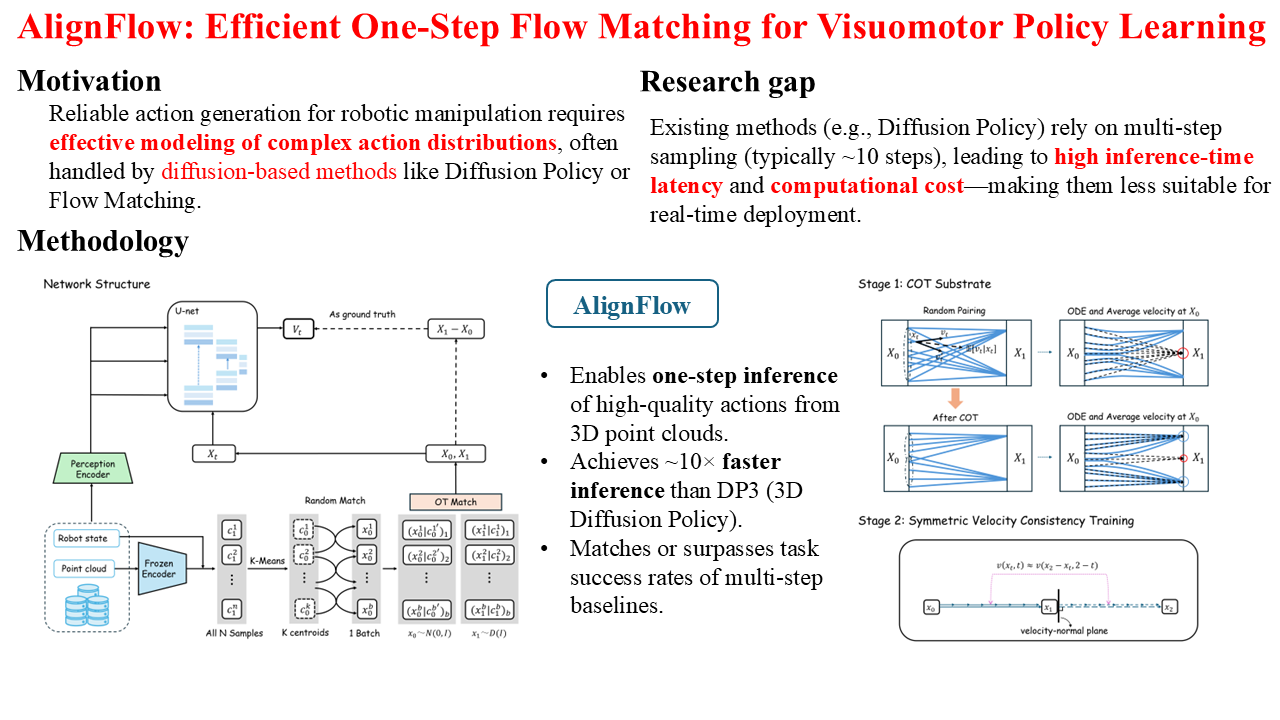 AlignFlow: Efficient One-Step Flow Matching for Visuomotor Policy Learning
Motivation
Reliable action generation for robotic manipulation requires
effective modeling of complex action distributions, often
handled by diffusion-based methods like Diffusion Policy or
Flow Matching.
Research gap
Existing methods (e.g., Diffusion Policy) rely on multi-step
sampling (typically ~10 steps), leading to high inference-time
latency and computational cost—making them less suitable for
real-time deployment.
Methodology
Network Structure
U-net
V_t
As ground truth
X_1 − X_0
X_t
X_0, X_1
Perception
Encoder
OT Match
Random Match
Robot state
Point cloud
Frozen
Encoder
K-Means
c_1^1
c_1^2
⋮
c_1^n
c_0^1
c_0^2
⋮
c_0^k
x_0^1
x_0^2
⋮
x_0^b
(x_0^1|c_0^{1'})_1
(x_0^2|c_0^{2'})_2
⋮
(x_0^b|c_0^{b'})_b
(x_1^1|c_1^1)_1
(x_1^2|c_1^2)_2
⋮
(x_1^b|c_1^b)_b
All N Samples
K centroids
1 Batch
x_0~N(0,I)
x_1~D(I)
AlignFlow
• Enables one-step inference
of high-quality actions from
3D point clouds.
• Achieves ~10× faster
inference than DP3 (3D
Diffusion Policy).
• Matches or surpasses task
success rates of multi-step
baselines.
Stage 1: COT Substrate
Random Pairing
ODE and Average velocity at X_0
X_0
x_t
v_t
[v_t|x_t]
X_1
X_0
X_1
After COT
ODE and Average velocity at X_0
X_0
X_1
X_0
X_1
Stage 2: Symmetric Velocity Consistency Training
v(x_t, t) ≈ v(x_2 − x_t, 2 − t)
x_0
x_1
x_2
velocity-normal plane